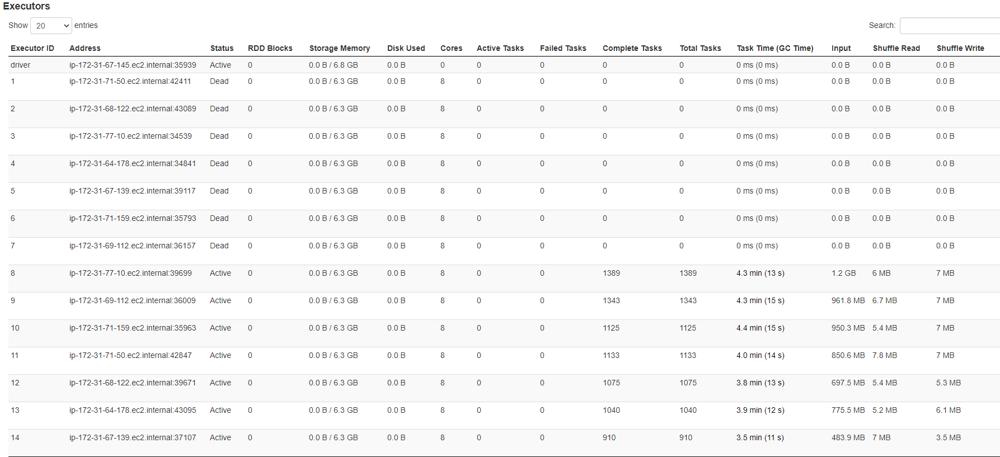 Executors
Show 20 entries Search:
Executor ID Address Status RDD Blocks Storage Memory Disk Used Cores Active Tasks Failed Tasks Complete Tasks Total Tasks Task Time (GC Time) Input Shuffle Read Shuffle Write
driver ip-172-31-67-145.ec2.internal:35939 Active 0 0.0 B / 6.8 GB 0.0 B 0 0 0 0 0 0 ms (0 ms) 0.0 B 0.0 B 0.0 B
1 ip-172-31-71-50.ec2.internal:42411 Dead 0 0.0 B / 6.3 GB 0.0 B 8 0 0 0 0 0 ms (0 ms) 0.0 B 0.0 B 0.0 B
2 ip-172-31-68-122.ec2.internal:43089 Dead 0 0.0 B / 6.3 GB 0.0 B 8 0 0 0 0 0 ms (0 ms) 0.0 B 0.0 B 0.0 B
3 ip-172-31-77-10.ec2.internal:34539 Dead 0 0.0 B / 6.3 GB 0.0 B 8 0 0 0 0 0 ms (0 ms) 0.0 B 0.0 B 0.0 B
4 ip-172-31-64-178.ec2.internal:34841 Dead 0 0.0 B / 6.3 GB 0.0 B 8 0 0 0 0 0 ms (0 ms) 0.0 B 0.0 B 0.0 B
5 ip-172-31-67-139.ec2.internal:39117 Dead 0 0.0 B / 6.3 GB 0.0 B 8 0 0 0 0 0 ms (0 ms) 0.0 B 0.0 B 0.0 B
6 ip-172-31-71-159.ec2.internal:35793 Dead 0 0.0 B / 6.3 GB 0.0 B 8 0 0 0 0 0 ms (0 ms) 0.0 B 0.0 B 0.0 B
7 ip-172-31-69-112.ec2.internal:36157 Dead 0 0.0 B / 6.3 GB 0.0 B 8 0 0 0 0 0 ms (0 ms) 0.0 B 0.0 B 0.0 B
8 ip-172-31-77-10.ec2.internal:39699 Active 0 0.0 B / 6.3 GB 0.0 B 8 0 0 1389 1389 4.3 min (13 s) 1.2 GB 6 MB 7 MB
9 ip-172-31-69-112.ec2.internal:36009 Active 0 0.0 B / 6.3 GB 0.0 B 8 0 0 1343 1343 4.3 min (15 s) 961.8 MB 6.7 MB 7 MB
10 ip-172-31-71-159.ec2.internal:35963 Active 0 0.0 B / 6.3 GB 0.0 B 8 0 0 1125 1125 4.4 min (15 s) 950.3 MB 5.4 MB 7 MB
11 ip-172-31-71-50.ec2.internal:42847 Active 0 0.0 B / 6.3 GB 0.0 B 8 0 0 1133 1133 4.0 min (14 s) 850.6 MB 7.8 MB 7 MB
12 ip-172-31-68-122.ec2.internal:39671 Active 0 0.0 B / 6.3 GB 0.0 B 8 0 0 1075 1075 3.8 min (13 s) 697.5 MB 5.4 MB 5.3 MB
13 ip-172-31-64-178.ec2.internal:43095 Active 0 0.0 B / 6.3 GB 0.0 B 8 0 0 1040 1040 3.9 min (12 s) 775.5 MB 5.2 MB 6.1 MB
14 ip-172-31-67-139.ec2.internal:37107 Active 0 0.0 B / 6.3 GB 0.0 B 8 0 0 910 910 3.5 min (11 s) 483.9 MB 7 MB 3.5 MB